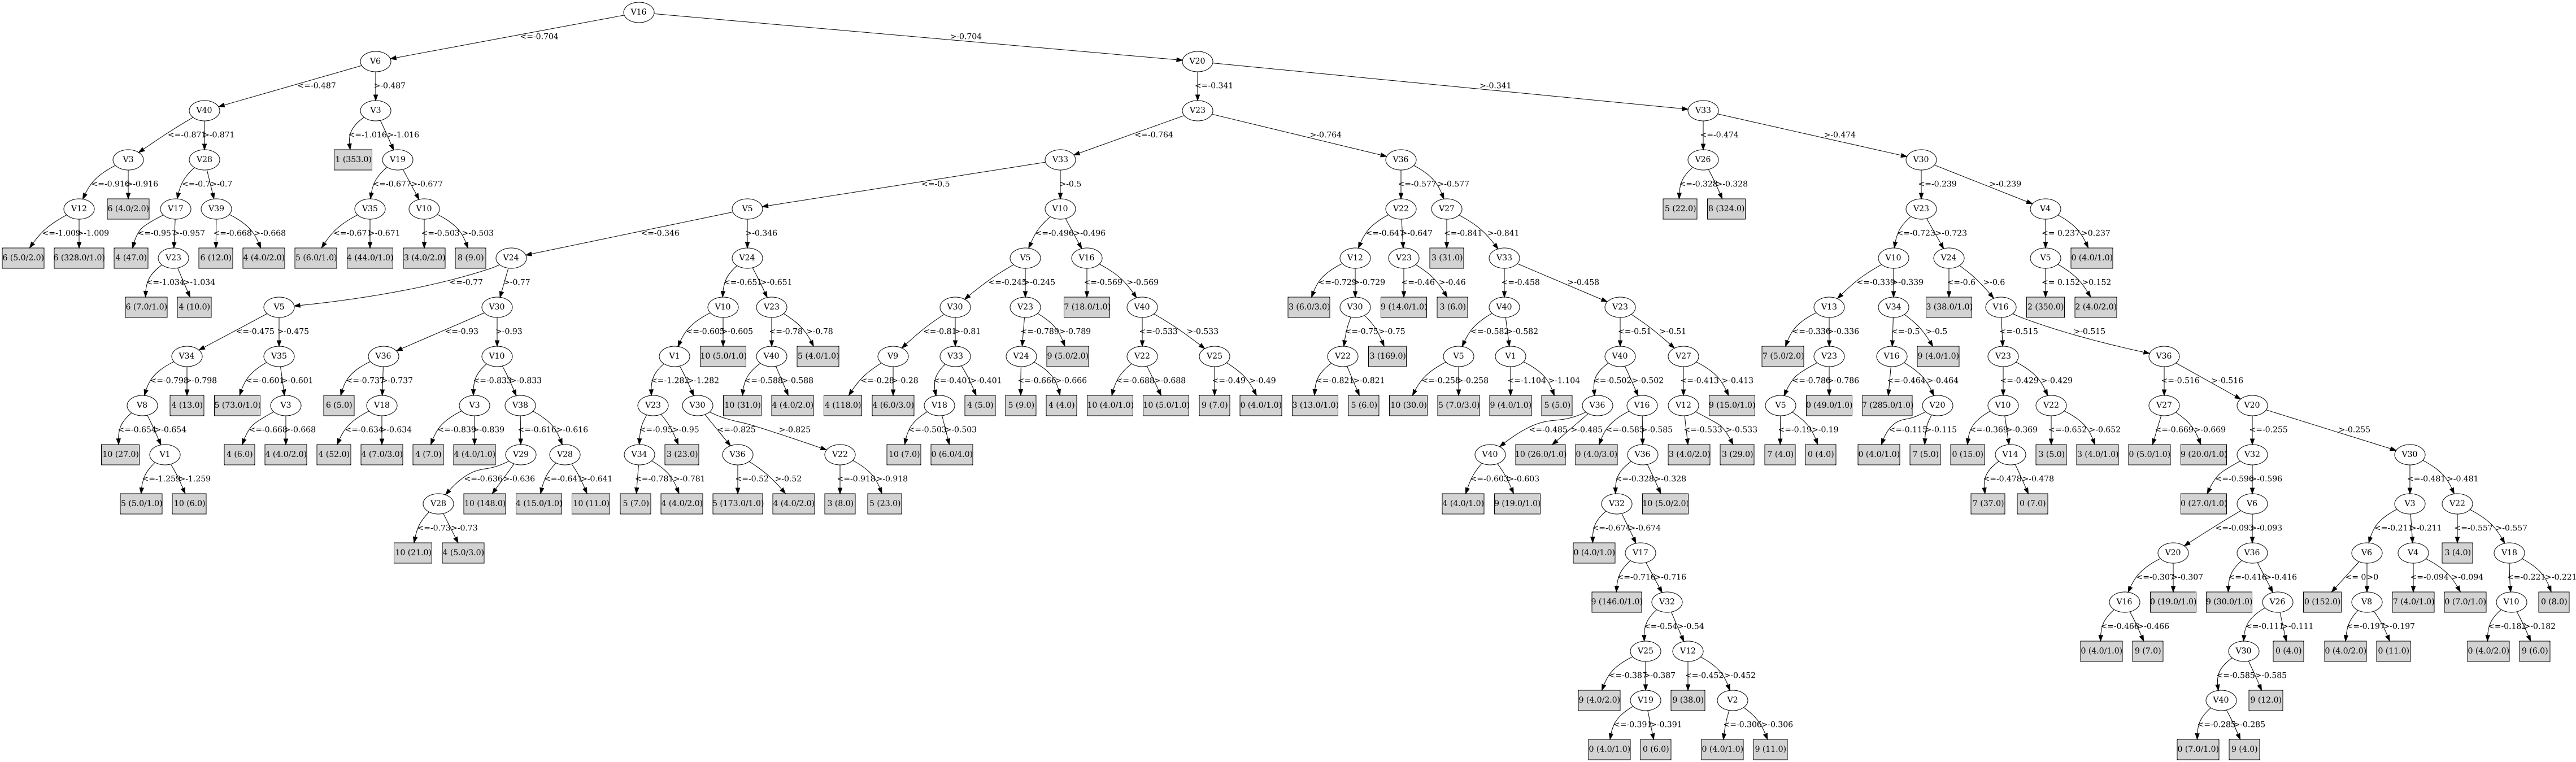 V16
<=-0.704 >-0.704
V6 V20
<=-0.487 >-0.487 <=-0.341 >-0.341
V40 V3 V23 V33
<=-0.871 >-0.871 <=-1.016 >-1.016 <=-0.764 >-0.764 <=-0.474 >-0.474
V3 V28 1 (353.0) V19 V33 V36 V26 V30
<=-0.916 >-0.916 <=-0.7 >-0.7 <=-0.677 >-0.677 <=-0.5 >-0.5 <=-0.577 >-0.577 <=-0.328 >-0.328 <=-0.239 >-0.239
V12 6 (4.0/2.0) V17 V39 V35 V10 V5 V10 V22 V27 5 (22.0) 8 (324.0) V23 V4
<=-1.009 >-1.009 <=-0.957 >-0.957 <=-0.668 >-0.668 <=-0.671 >-0.671 <=-0.503 >-0.503 <=-0.346 >-0.346 <=-0.496 >-0.496 <=-0.647 >-0.647 <=-0.841 >-0.841 <=-0.723 >-0.723 <= 0.237 >0.237
6 (5.0/2.0) 6 (328.0/1.0) 4 (47.0) V23 6 (12.0) 4 (4.0/2.0) 5 (6.0/1.0) 4 (44.0/1.0) 3 (4.0/2.0) 8 (9.0) V24 V24 V5 V16 V12 V23 3 (31.0) V33 V10 V24 V5 0 (4.0/1.0)
<=-1.034 >-1.034 <=-0.77 >-0.77 <=-0.651 >-0.651 <=-0.245 >-0.245 <=-0.569 >-0.569 <=-0.729 >-0.729 <=-0.46 >-0.46 <=-0.458 >-0.458 <=-0.339 >-0.339 <=-0.6 >-0.6 <= 0.152 >0.152
6 (7.0/1.0) 4 (10.0) V5 V30 V10 V23 V30 V23 7 (18.0/1.0) V40 3 (6.0/3.0) V30 9 (14.0/1.0) 3 (6.0) V40 V23 V13 V34 3 (38.0/1.0) V16 2 (350.0) 2 (4.0/2.0)
<=-0.475 >-0.475 <=-0.93 >-0.93 <=-0.605 >-0.605 <=-0.78 >-0.78 <=-0.81 >-0.81 <=-0.789 >-0.789 <=-0.533 >-0.533 <=-0.75 >-0.75 <=-0.582 >-0.582 <=-0.51 >-0.51 <=-0.336 >-0.336 <=-0.5 >-0.5 <=-0.515 >-0.515
V34 V35 V36 V10 V1 10 (5.0/1.0) V40 5 (4.0/1.0) V9 V33 V24 9 (5.0/2.0) V22 V25 V22 3 (169.0) V5 V1 V40 V27 7 (5.0/2.0) V23 V16 9 (4.0/1.0) V23 V36
<=-0.798 >-0.798 <=-0.601 >-0.601 <=-0.737 >-0.737 <=-0.833 >-0.833 <=-1.282 >-1.282 <=-0.588 >-0.588 <=-0.28 >-0.28 <=-0.401 >-0.401 <=-0.666 >-0.666 <=-0.688 >-0.688 <=-0.49 >-0.49 <=-0.821 >-0.821 <=-0.258 >-0.258 <=-1.104 >-1.104 <=-0.502 >-0.502 <=-0.413 >-0.413 <=-0.786 >-0.786 <=-0.464 >-0.464 <=-0.429 >-0.429 <=-0.516 >-0.516
V8 4 (13.0) 5 (73.0/1.0) V3 6 (5.0) V18 V3 V38 V23 V30 10 (31.0) 4 (4.0/2.0) 4 (118.0) 4 (6.0/3.0) V18 4 (5.0) 5 (9.0) 4 (4.0) 10 (4.0/1.0) 10 (5.0/1.0) 9 (7.0) 0 (4.0/1.0) 3 (13.0/1.0) 5 (6.0) 10 (30.0) 5 (7.0/3.0) 9 (4.0/1.0) 5 (5.0) V36 V16 V12 9 (15.0/1.0) V5 0 (49.0/1.0) 7 (285.0/1.0) V20 V10 V22 V27 V20
<=-0.654 >-0.654 <=-0.668 >-0.668 <=-0.634 >-0.634 <=-0.839 >-0.839 <=-0.616 >-0.616 <=-0.95 >-0.95 <=-0.825 >-0.825 <=-0.503 >-0.503 <=-0.485 >-0.485 <=-0.585 >-0.585 <=-0.533 >-0.533 <=-0.19 >-0.19 <=-0.115 >-0.115 <=-0.369 >-0.369 <=-0.652 >-0.652 <=-0.669 >-0.669 <=-0.255 >-0.255
10 (27.0) V1 4 (6.0) 4 (4.0/2.0) 4 (52.0) 4 (7.0/3.0) 4 (7.0) 4 (4.0/1.0) V29 V28 V34 3 (23.0) V36 V22 10 (7.0) 0 (6.0/4.0) V40 10 (26.0/1.0) 0 (4.0/3.0) V36 3 (4.0/2.0) 3 (29.0) 7 (4.0) 0 (4.0) 0 (4.0/1.0) 7 (5.0) 0 (15.0) V14 3 (5.0) 3 (4.0/1.0) 0 (5.0/1.0) 9 (20.0/1.0) V32 V30
<=-1.259 >-1.259 <=-0.636 >-0.636 <=-0.641 >-0.641 <=-0.781 >-0.781 <=-0.52 >-0.52 <=-0.918 >-0.918 <=-0.603 >-0.603 <=-0.328 >-0.328 <=-0.478 >-0.478 <=-0.596 >-0.596 <=-0.481 >-0.481
5 (5.0/1.0) 10 (6.0) V28 10 (148.0) 4 (15.0/1.0) 10 (11.0) 5 (7.0) 4 (4.0/2.0) 5 (173.0/1.0) 4 (4.0/2.0) 3 (8.0) 5 (23.0) 4 (4.0/1.0) 9 (19.0/1.0) V32 10 (5.0/2.0) 7 (37.0) 0 (7.0) 0 (27.0/1.0) V6 V3 V22
<=-0.73 >-0.73 <=-0.674 >-0.674 <=-0.093 >-0.093 <=-0.211 >-0.211 <=-0.557 >-0.557
10 (21.0) 4 (5.0/3.0) 0 (4.0/1.0) V17 V20 V36 V6 V4 3 (4.0) V18
<=-0.716 >-0.716 <=-0.307 >-0.307 <=-0.416 >-0.416 <= 0 >0 <=-0.094 >-0.094 <=-0.221 >-0.221
9 (146.0/1.0) V32 V16 0 (19.0/1.0) 9 (30.0/1.0) V26 0 (152.0) V8 7 (4.0/1.0) 0 (7.0/1.0) V10 0 (8.0)
<=-0.54 >-0.54 <=-0.466 >-0.466 <=-0.111 >-0.111 <=-0.197 >-0.197 <=-0.182 >-0.182
V25 V12 0 (4.0/1.0) 9 (7.0) V30 0 (4.0) 0 (4.0/2.0) 0 (11.0) 0 (4.0/2.0) 9 (6.0)
<=-0.387 >-0.387 <=-0.452 >-0.452 <=-0.585 >-0.585
9 (4.0/2.0) V19 9 (38.0) V2 V40 9 (12.0)
<=-0.391 >-0.391 <=-0.306 >-0.306 <=-0.285 >-0.285
0 (4.0/1.0) 0 (6.0) 0 (4.0/1.0) 9 (11.0) 0 (7.0/1.0) 9 (4.0)